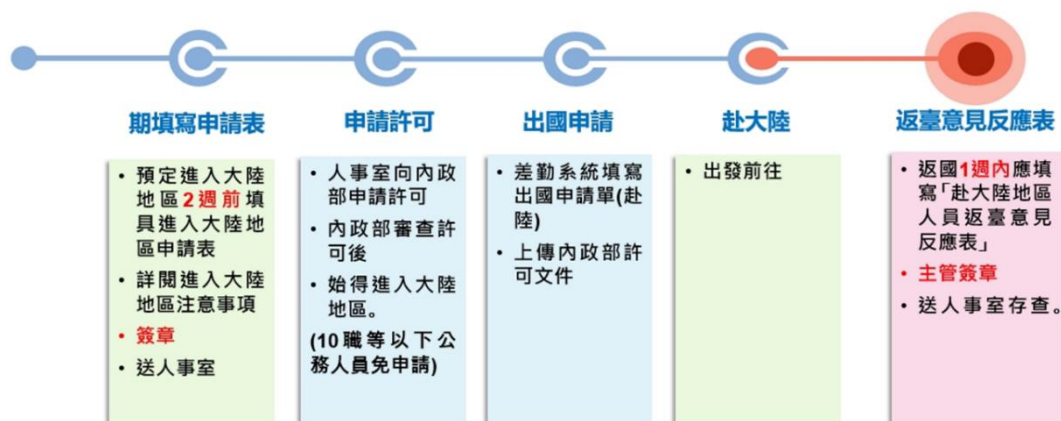 期填寫申請表
• 預定進入大陸
地區2週前填
具進入大陸地
區申請表
• 詳閱進入大陸
地區注意事項
• 簽章
• 送人事室
申請許可
• 人事室向內政
部申請許可
• 內政部審查許
可後
• 始得進入大陸
地區。
(10職等以下公
務人員免申請)
出國申請
• 差勤系統填寫
出國申請單(赴
陸)
• 上傳內政部許
可文件
赴大陸
• 出發前往
返臺意見反應表
• 返國1週內應填
寫「赴大陸地區
人員返臺意見
反應表」
• 主管簽章
• 送人事室存查。